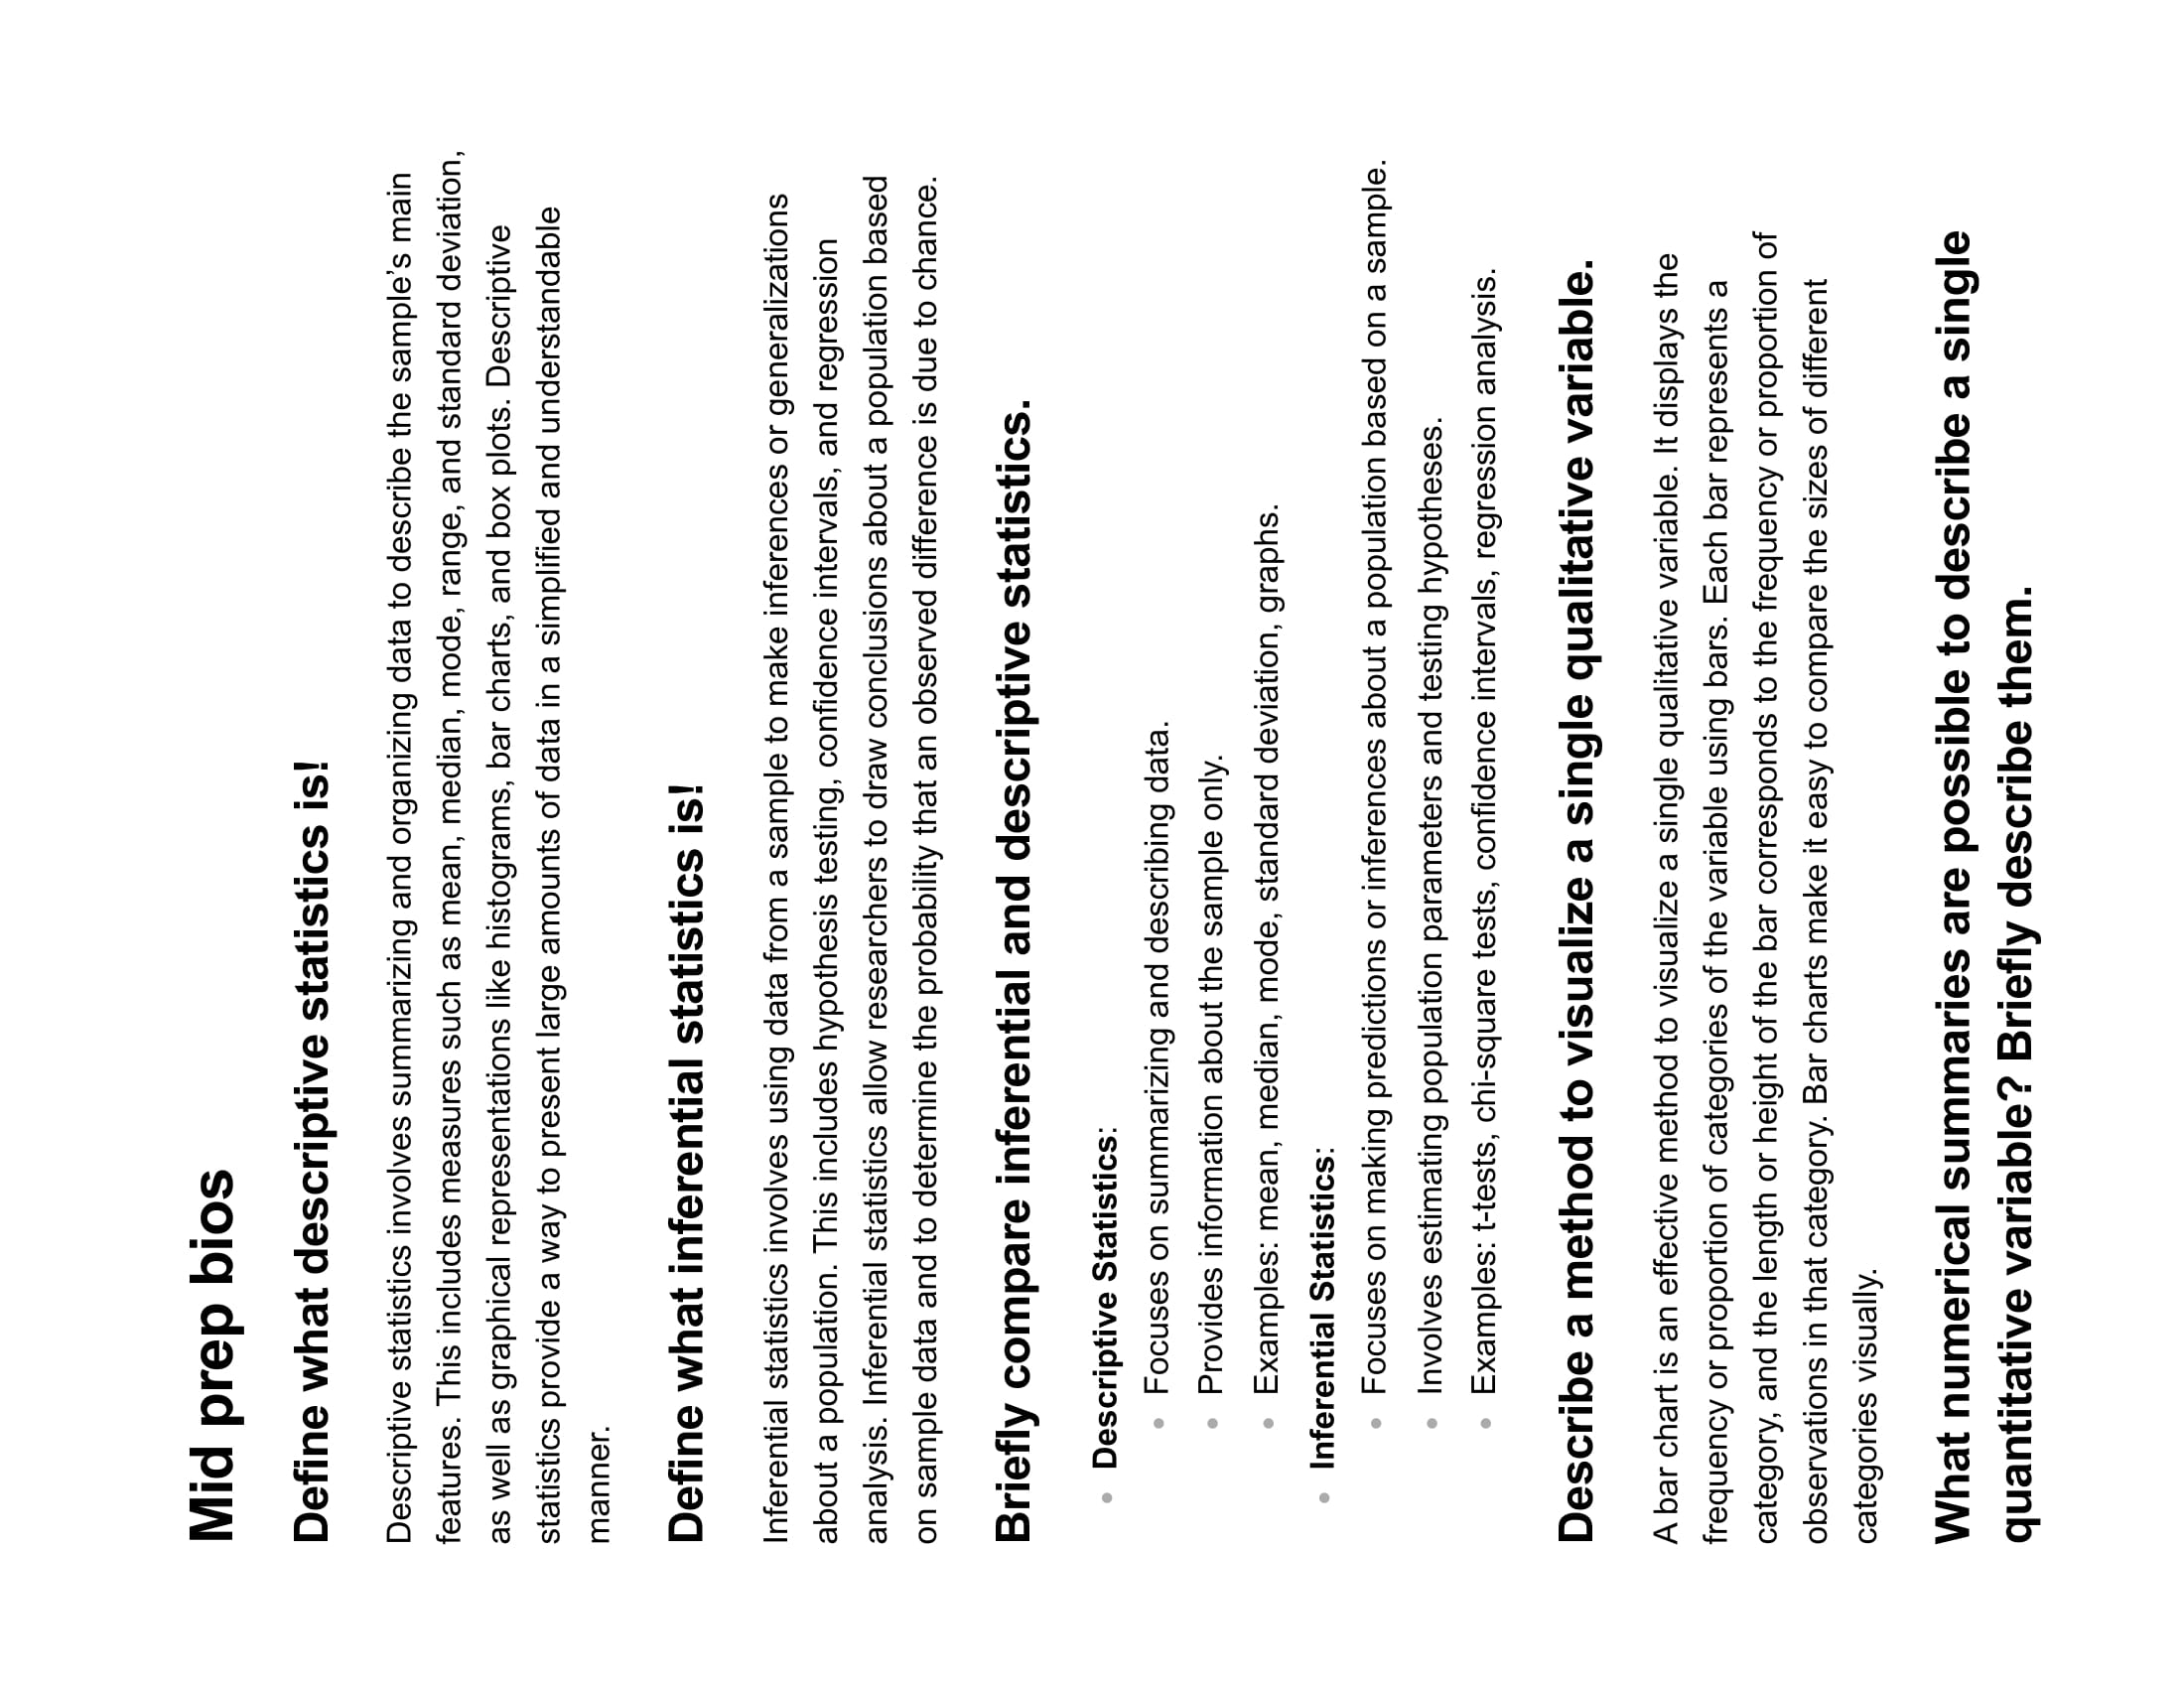 Mid prep bios
Define what descriptive statistics is!
Descriptive statistics involves summarizing and organizing data to describe the sample’s main
features. This includes measures such as mean, median, mode, range, and standard deviation,
as well as graphical representations like histograms, bar charts, and box plots. Descriptive
statistics provide a way to present large amounts of data in a simplified and understandable
manner.
Define what inferential statistics is!
Inferential statistics involves using data from a sample to make inferences or generalizations
about a population. This includes hypothesis testing, confidence intervals, and regression
analysis. Inferential statistics allow researchers to draw conclusions about a population based
on sample data and to determine the probability that an observed difference is due to chance.
Briefly compare inferential and descriptive statistics.
• Descriptive Statistics:
• Focuses on summarizing and describing data.
• Provides information about the sample only.
• Examples: mean, median, mode, standard deviation, graphs.
• Inferential Statistics:
• Focuses on making predictions or inferences about a population based on a sample.
• Involves estimating population parameters and testing hypotheses.
• Examples: t-tests, chi-square tests, confidence intervals, regression analysis.
Describe a method to visualize a single qualitative variable.
A bar chart is an effective method to visualize a single qualitative variable. It displays the
frequency or proportion of categories of the variable using bars. Each bar represents a
category, and the length or height of the bar corresponds to the frequency or proportion of
observations in that category. Bar charts make it easy to compare the sizes of different
categories visually.
What numerical summaries are possible to describe a single
quantitative variable? Briefly describe them.